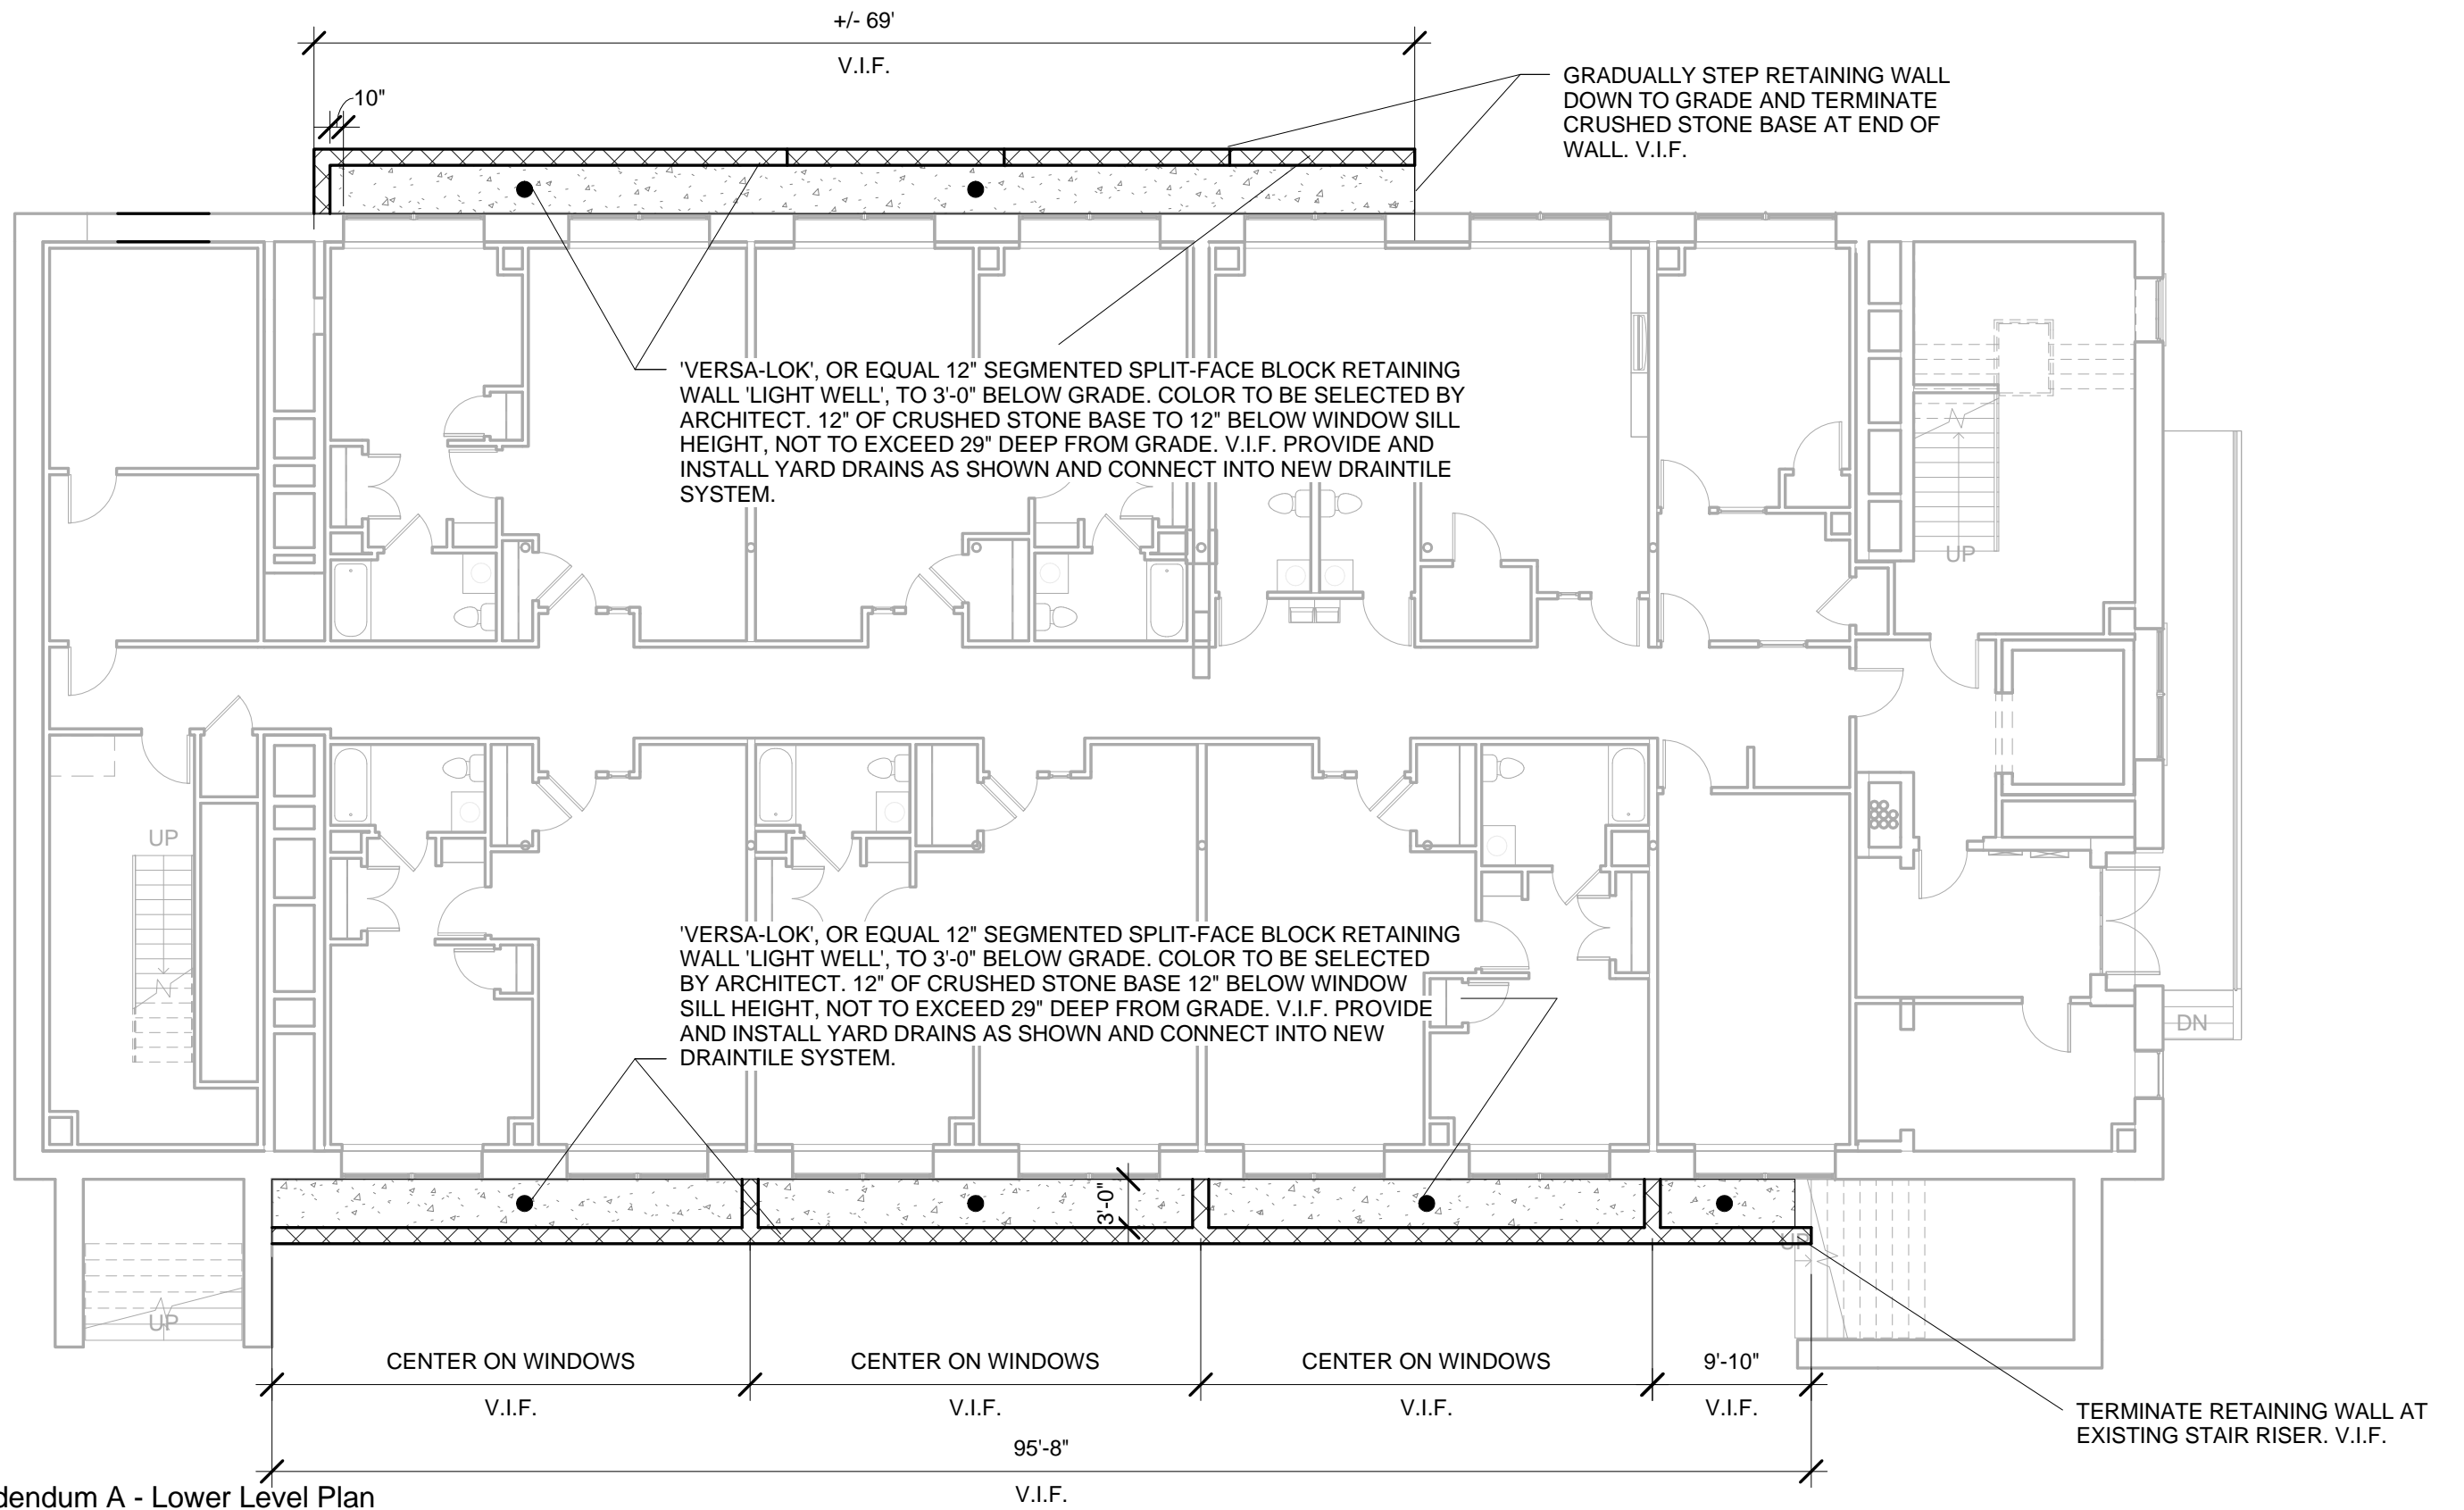 +/- 69'
V.I.F.
10"
GRADUALLY STEP RETAINING WALL
DOWN TO GRADE AND TERMINATE
CRUSHED STONE BASE AT END OF
WALL. V.I.F.
'VERSA-LOK', OR EQUAL 12" SEGMENTED SPLIT-FACE BLOCK RETAINING
WALL 'LIGHT WELL', TO 3'-0" BELOW GRADE. COLOR TO BE SELECTED BY
ARCHITECT. 12" OF CRUSHED STONE BASE TO 12" BELOW WINDOW SILL
HEIGHT, NOT TO EXCEED 29" DEEP FROM GRADE. V.I.F. PROVIDE AND
INSTALL YARD DRAINS AS SHOWN AND CONNECT INTO NEW DRAINTILE
SYSTEM.
UP
UP
'VERSA-LOK', OR EQUAL 12" SEGMENTED SPLIT-FACE BLOCK RETAINING
WALL 'LIGHT WELL', TO 3'-0" BELOW GRADE. COLOR TO BE SELECTED
BY ARCHITECT. 12" OF CRUSHED STONE BASE 12" BELOW WINDOW
SILL HEIGHT, NOT TO EXCEED 29" DEEP FROM GRADE. V.I.F. PROVIDE
AND INSTALL YARD DRAINS AS SHOWN AND CONNECT INTO NEW
DRAINTILE SYSTEM.
DN
3'-0"
UP
UP
CENTER ON WINDOWS
V.I.F.
CENTER ON WINDOWS
V.I.F.
CENTER ON WINDOWS
V.I.F.
9'-10"
V.I.F.
TERMINATE RETAINING WALL AT
EXISTING STAIR RISER. V.I.F.
95'-8"
V.I.F.
dendum A - Lower Level Plan